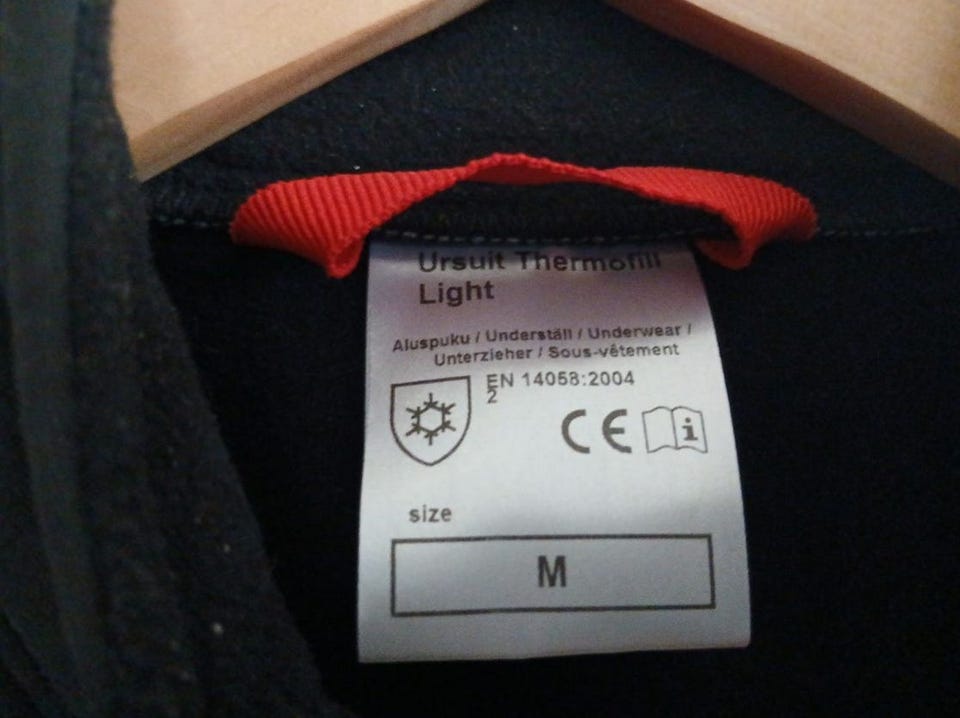 Ursuit Thermofill
Light
Aluspuku / Underställ / Underwear /
Unterzieher / Sous-vêtement
EN 14058:2004
2
CE
i
size
M